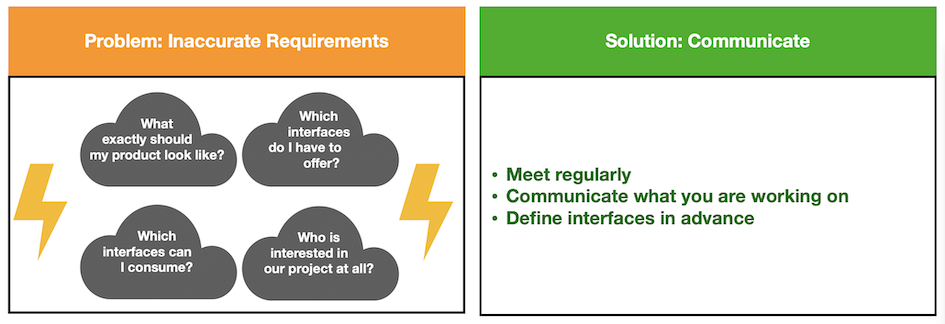 Problem: Inaccurate Requirements
What
exactly should
my product look like?
Which
interfaces
do I have to
offer?
Which
interfaces can
I consume?
Who is
interested in
our project at all?
Solution: Communicate
• Meet regularly
• Communicate what you are working on
• Define interfaces in advance